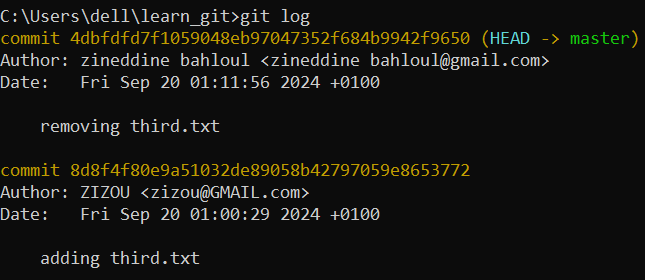 C:\Users\dell\learn_git>git log
commit 4dbfdfd7f1059048eb97047352f684b9942f9650 (HEAD -> master)
Author: zineddine bahloul <zineddine bahloul@gmail.com>
Date:   Fri Sep 20 01:11:56 2024 +0100
removing third.txt
commit 8d8f4f80e9a51032de89058b42797059e8653772
Author: ZIZOU <zizou@GMAIL.com>
Date:   Fri Sep 20 01:00:29 2024 +0100
adding third.txt